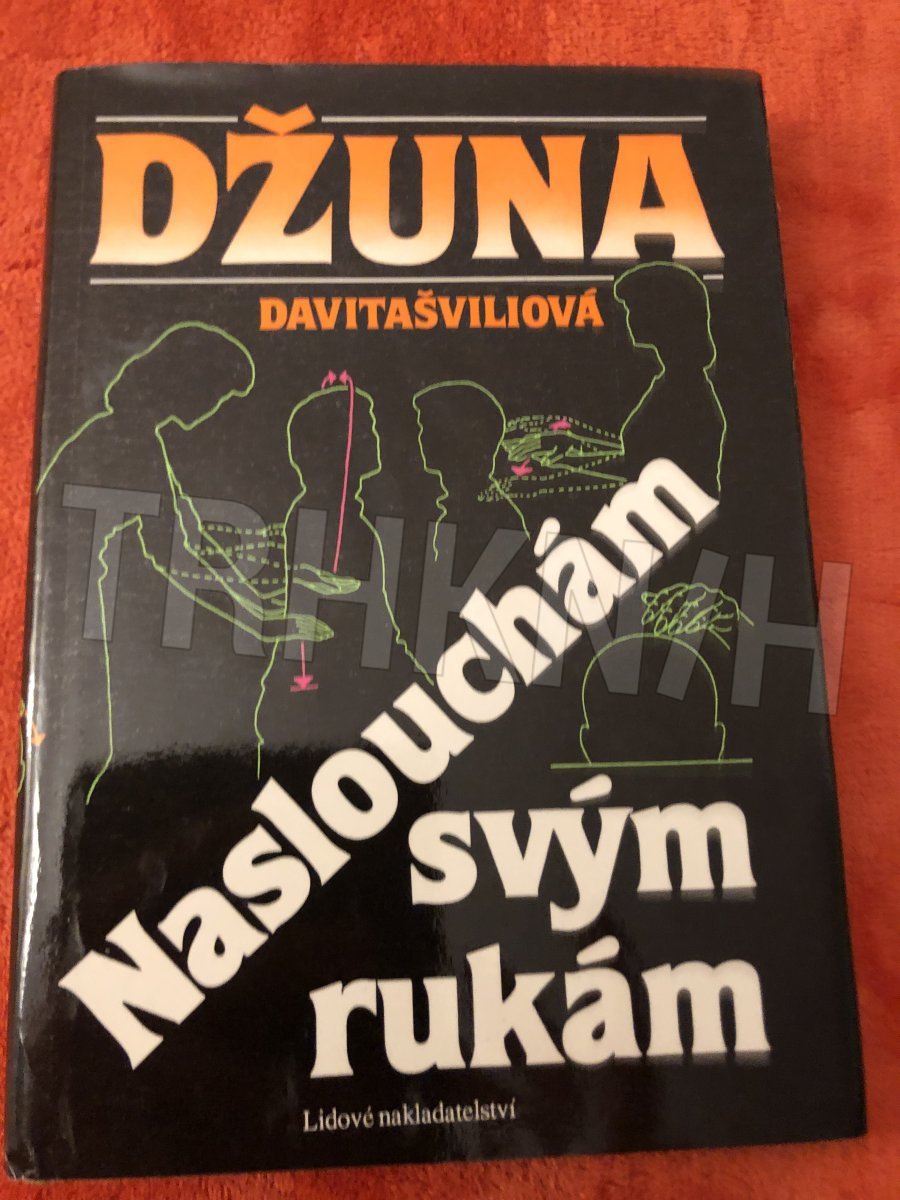 DŽUNA
DAVITAŠVILIOVÁ
Naslouchám
svým
rukám
Lidové nakladatelství
TRHKNIH